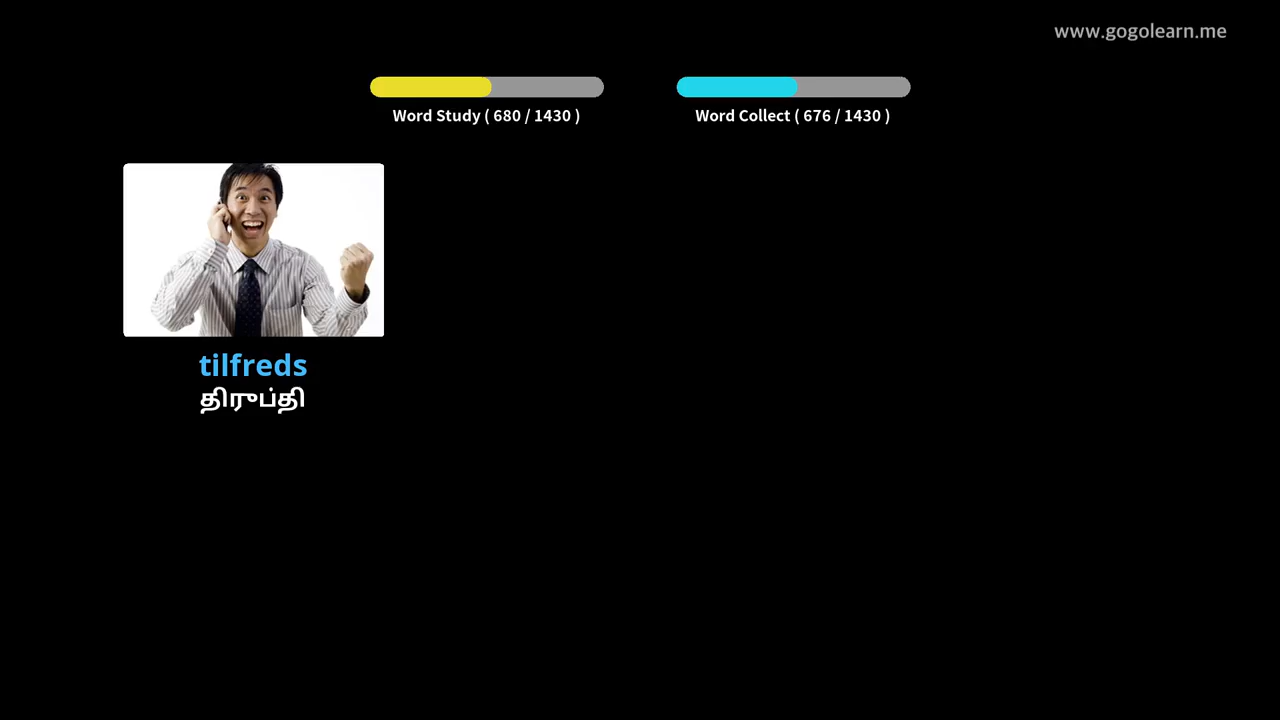 www.gogolearn.me
Word Study ( 680 / 1430 )
Word Collect ( 676 / 1430 )
tilfreds
திருப்தி